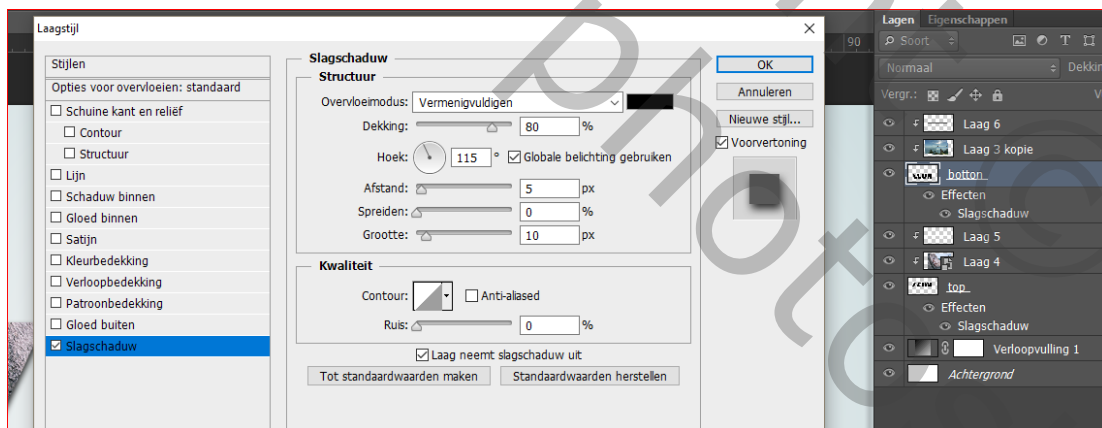 Laagstijl
Stijlen
Opties voor overvloeien: standaard
Schuine kant en reliëf
Contour
Structuur
Lijn
Schaduw binnen
Gloed binnen
Satijn
Kleurbedekking
Verloopbedekking
Patroonbedekking
Gloed buiten
Slagschaduw
Slagschaduw
Structuur
Overvloeimodus: Vermenigvuldigen
Dekking: 80 %
Hoek: 115 ° Globale belichting gebruiken
Afstand: 5 px
Spreiden: 0 %
Grootte: 10 px
Kwaliteit
Contour: Anti-aliased
Ruis: 0 %
Laag neemt slagschaduw uit
Tot standaardwaarden maken Standaardwaarden herstellen
OK
Annuleren
Nieuwe stijl...
Voorvertoning
90
Lagen Eigenschappen
Soort
Normaal Dekkin
Vergr.: V
Laag 6
Laag 3 kopie
botton
Effecten
Slagschaduw
Laag 5
Laag 4
top
Effecten
Slagschaduw
Verloopvulling 1
Achtergrond